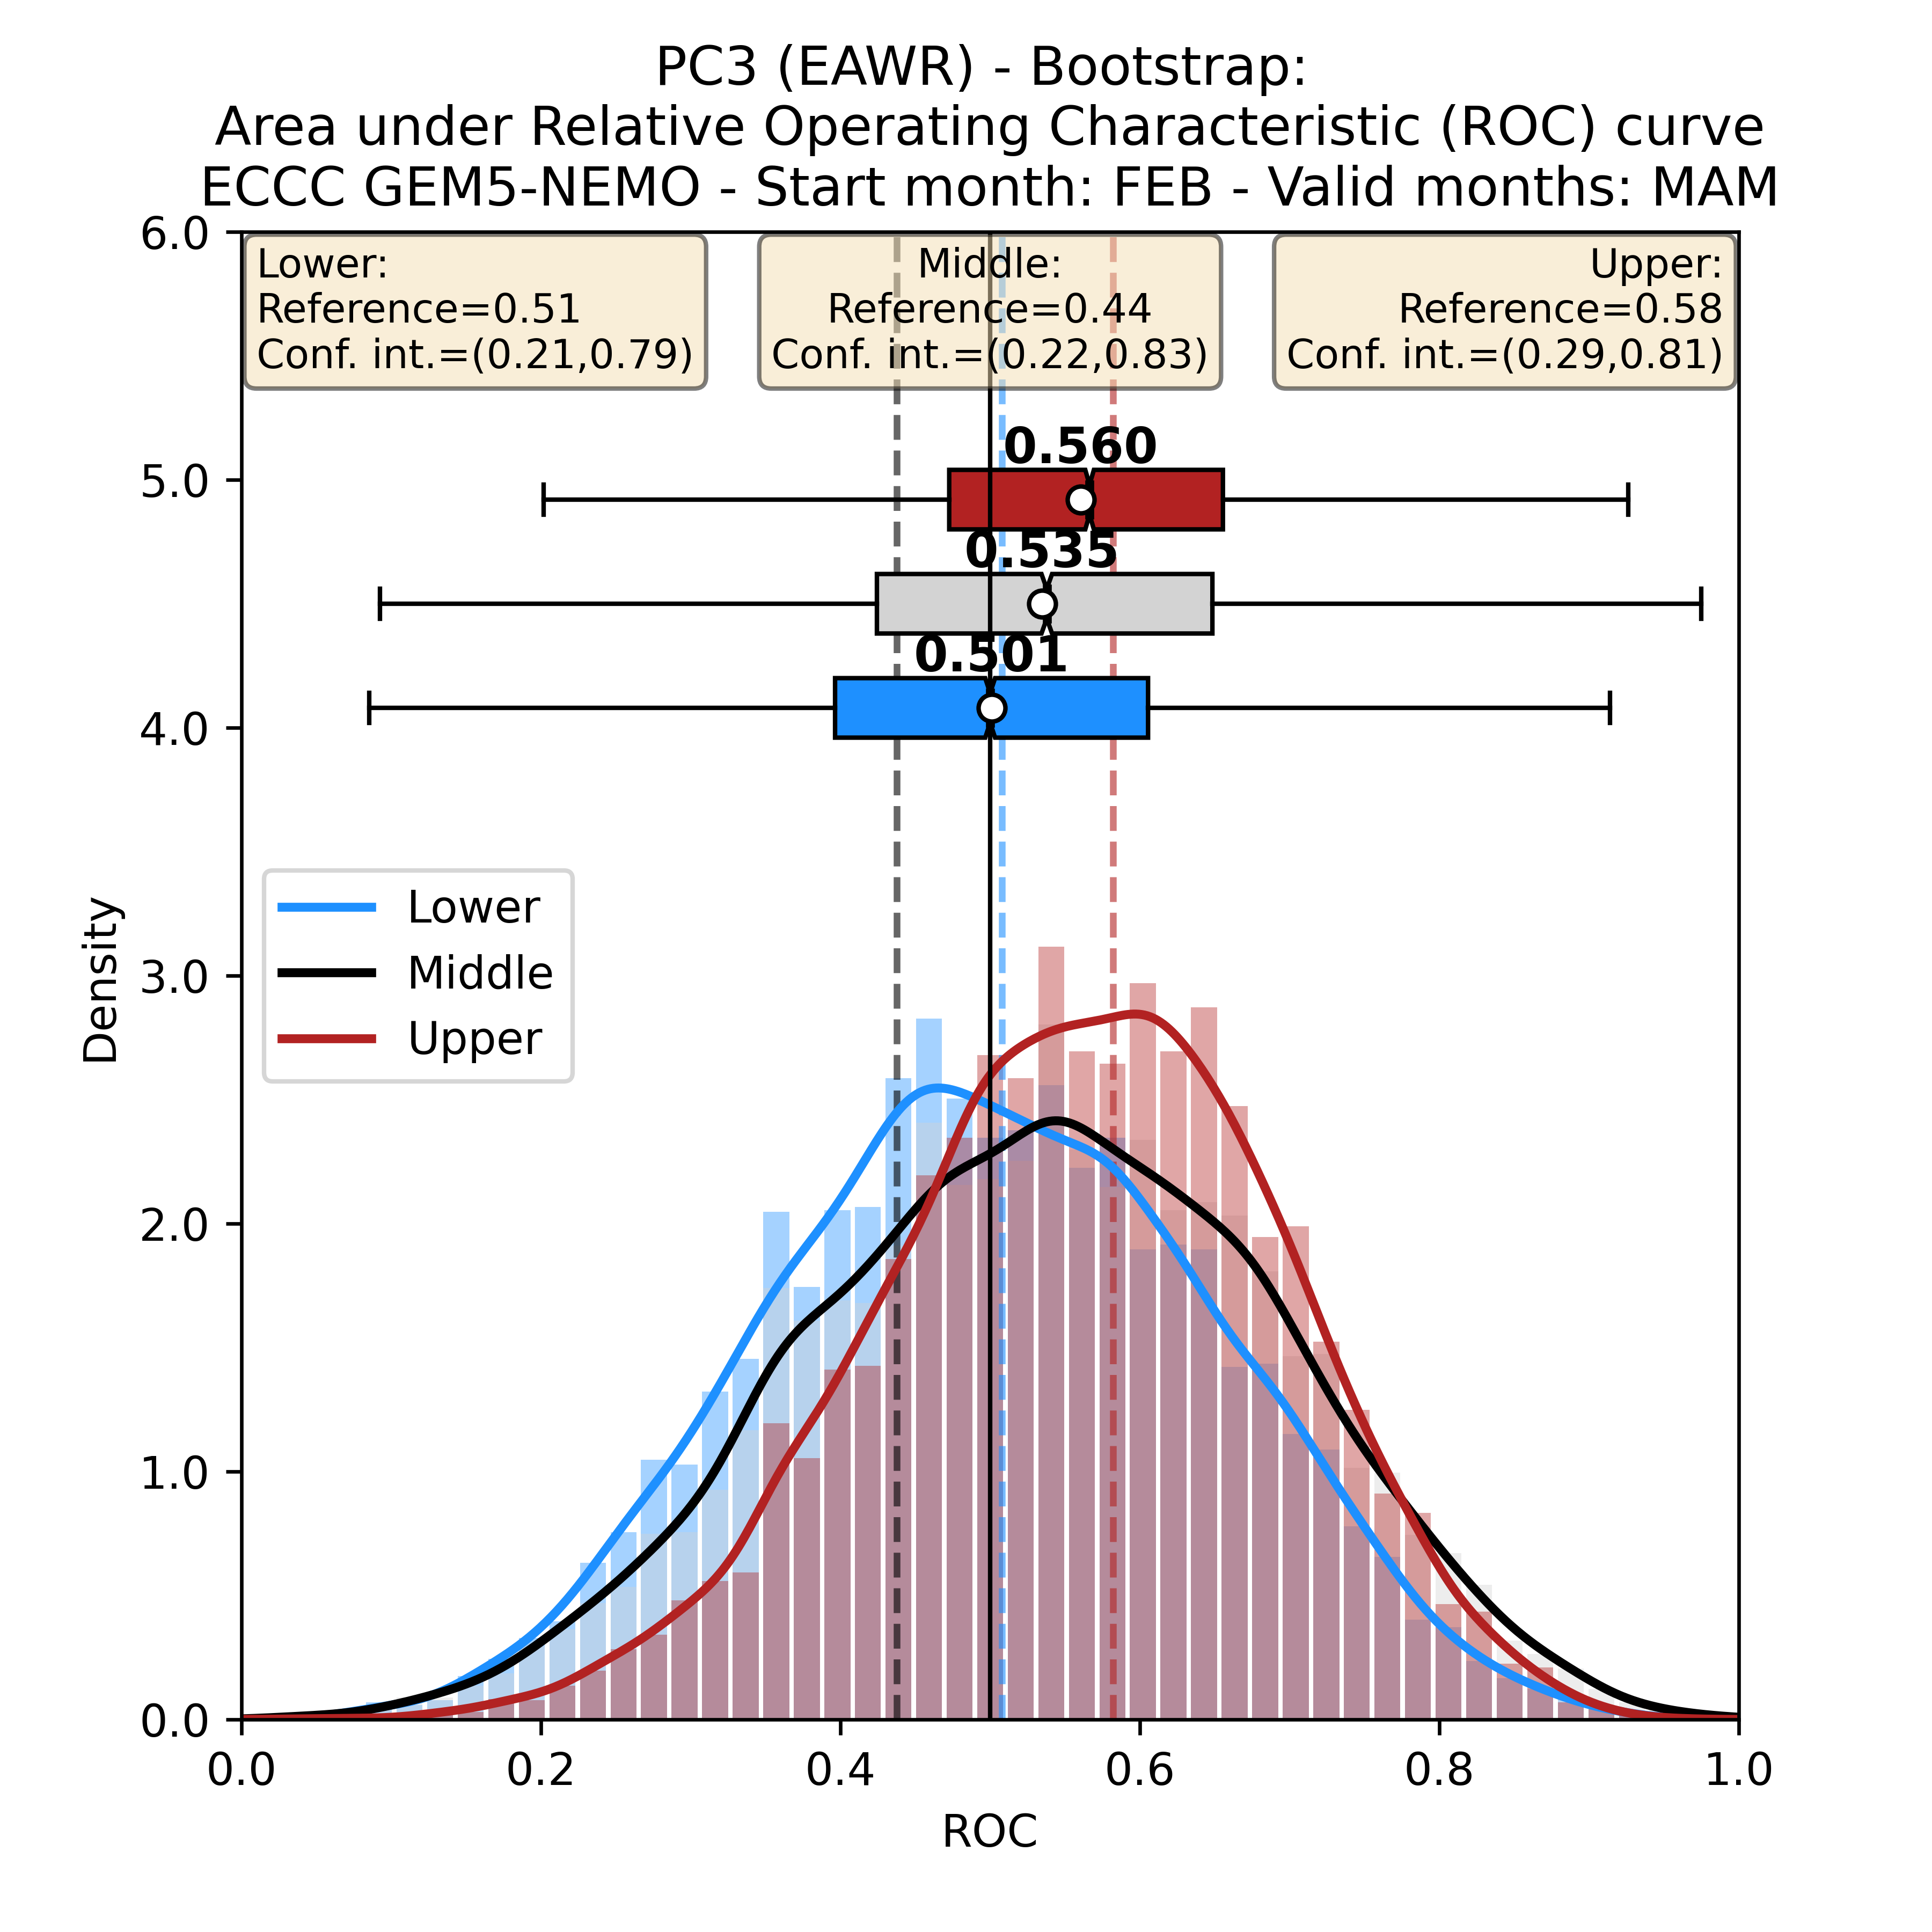 PC3 (EAWR) - Bootstrap:
Area under Relative Operating Characteristic (ROC) curve
ECCC GEM5-NEMO - Start month: FEB - Valid months: MAM
6.0
Lower:
Reference=0.51
Conf. int.=(0.21,0.79)
Middle:
Reference=0.44
Conf. int.=(0.22,0.83)
Upper:
Reference=0.58
Conf. int.=(0.29,0.81)
0.560
5.0
0.535
0.501
4.0
Lower
Middle
Upper
Density
3.0
2.0
1.0
0.0
0.0
0.2
0.4
0.6
0.8
1.0
ROC